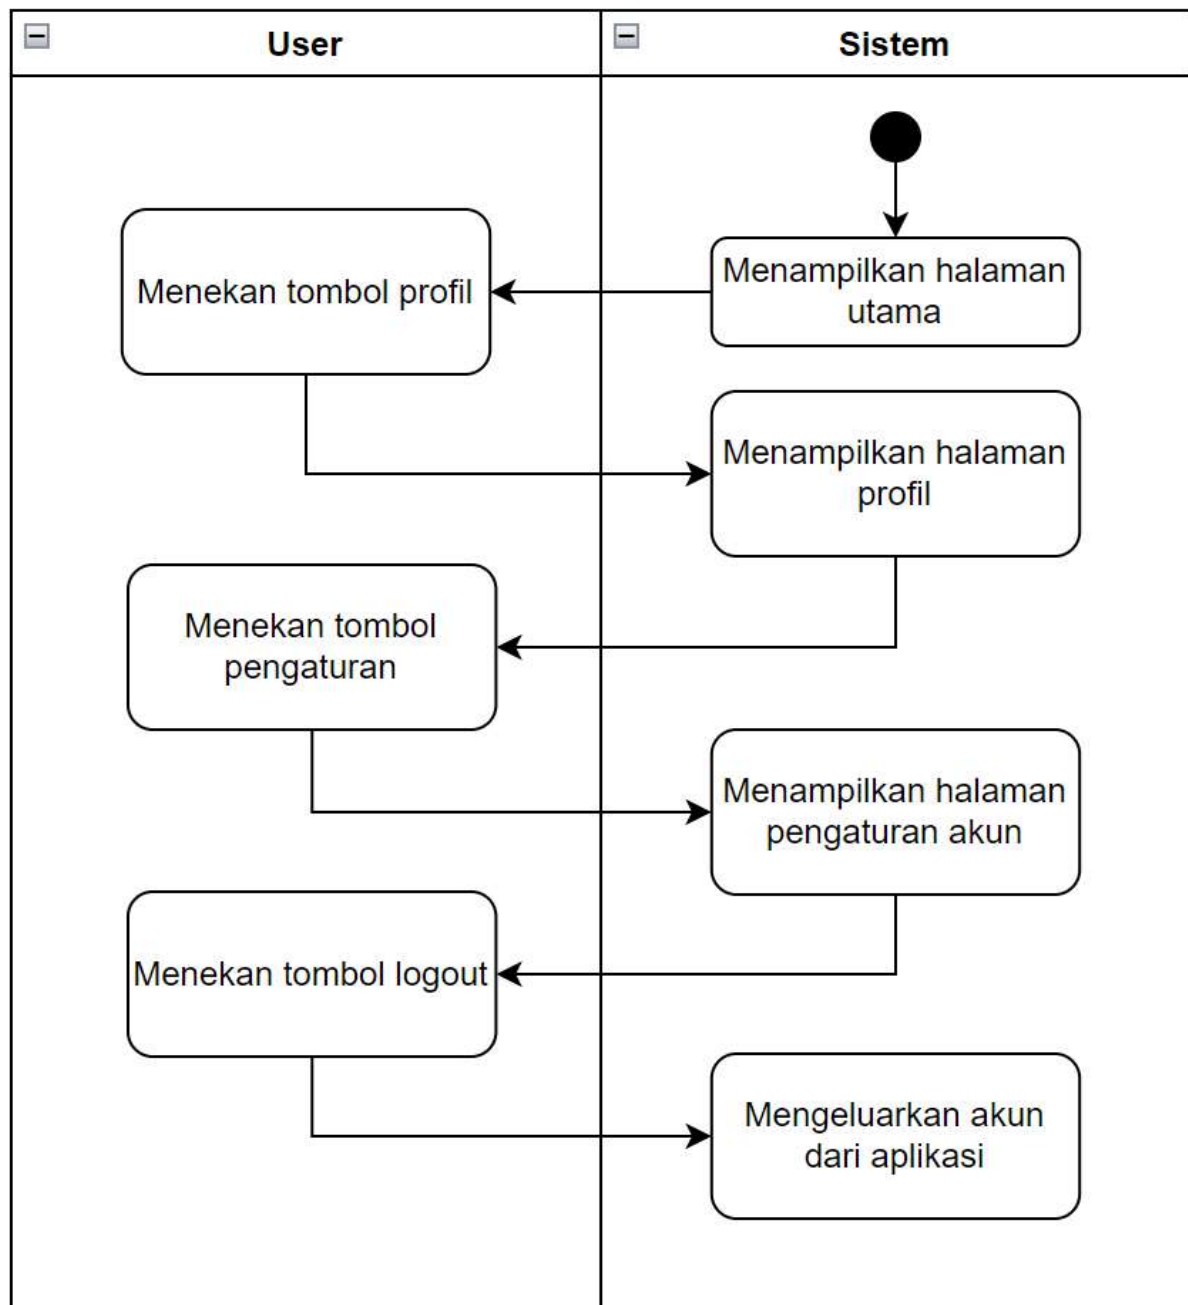 User
Sistem
Menampilkan halaman
utama
Menekan tombol profil
Menampilkan halaman
profil
Menekan tombol
pengaturan
Menampilkan halaman
pengaturan akun
Menekan tombol logout
Mengeluarkan akun
dari aplikasi